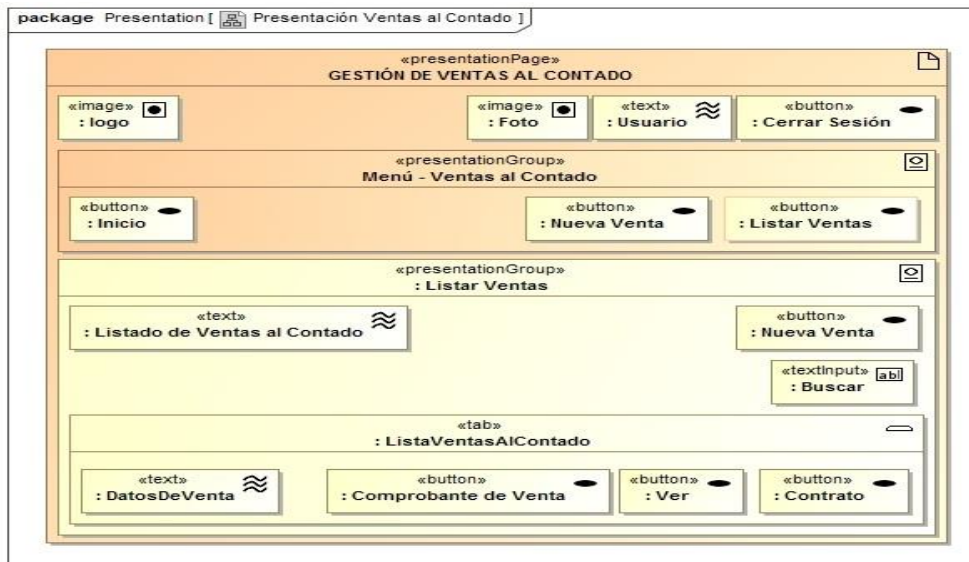 package Presentation [ Presentación Ventas al Contado ]
«presentationPage»
GESTIÓN DE VENTAS AL CONTADO
«image»
: logo
«image»
: Foto
«text»
: Usuario
«button»
: Cerrar Sesión
«presentationGroup»
Menú - Ventas al Contado
«button»
: Inicio
«button»
: Nueva Venta
«button»
: Listar Ventas
«presentationGroup»
: Listar Ventas
«text»
: Listado de Ventas al Contado
«button»
: Nueva Venta
«textInput»
ab
: Buscar
«tab»
: ListaVentasAlContado
«text»
: DatosDeVenta
«button»
: Comprobante de Venta
«button»
: Ver
«button»
: Contrato